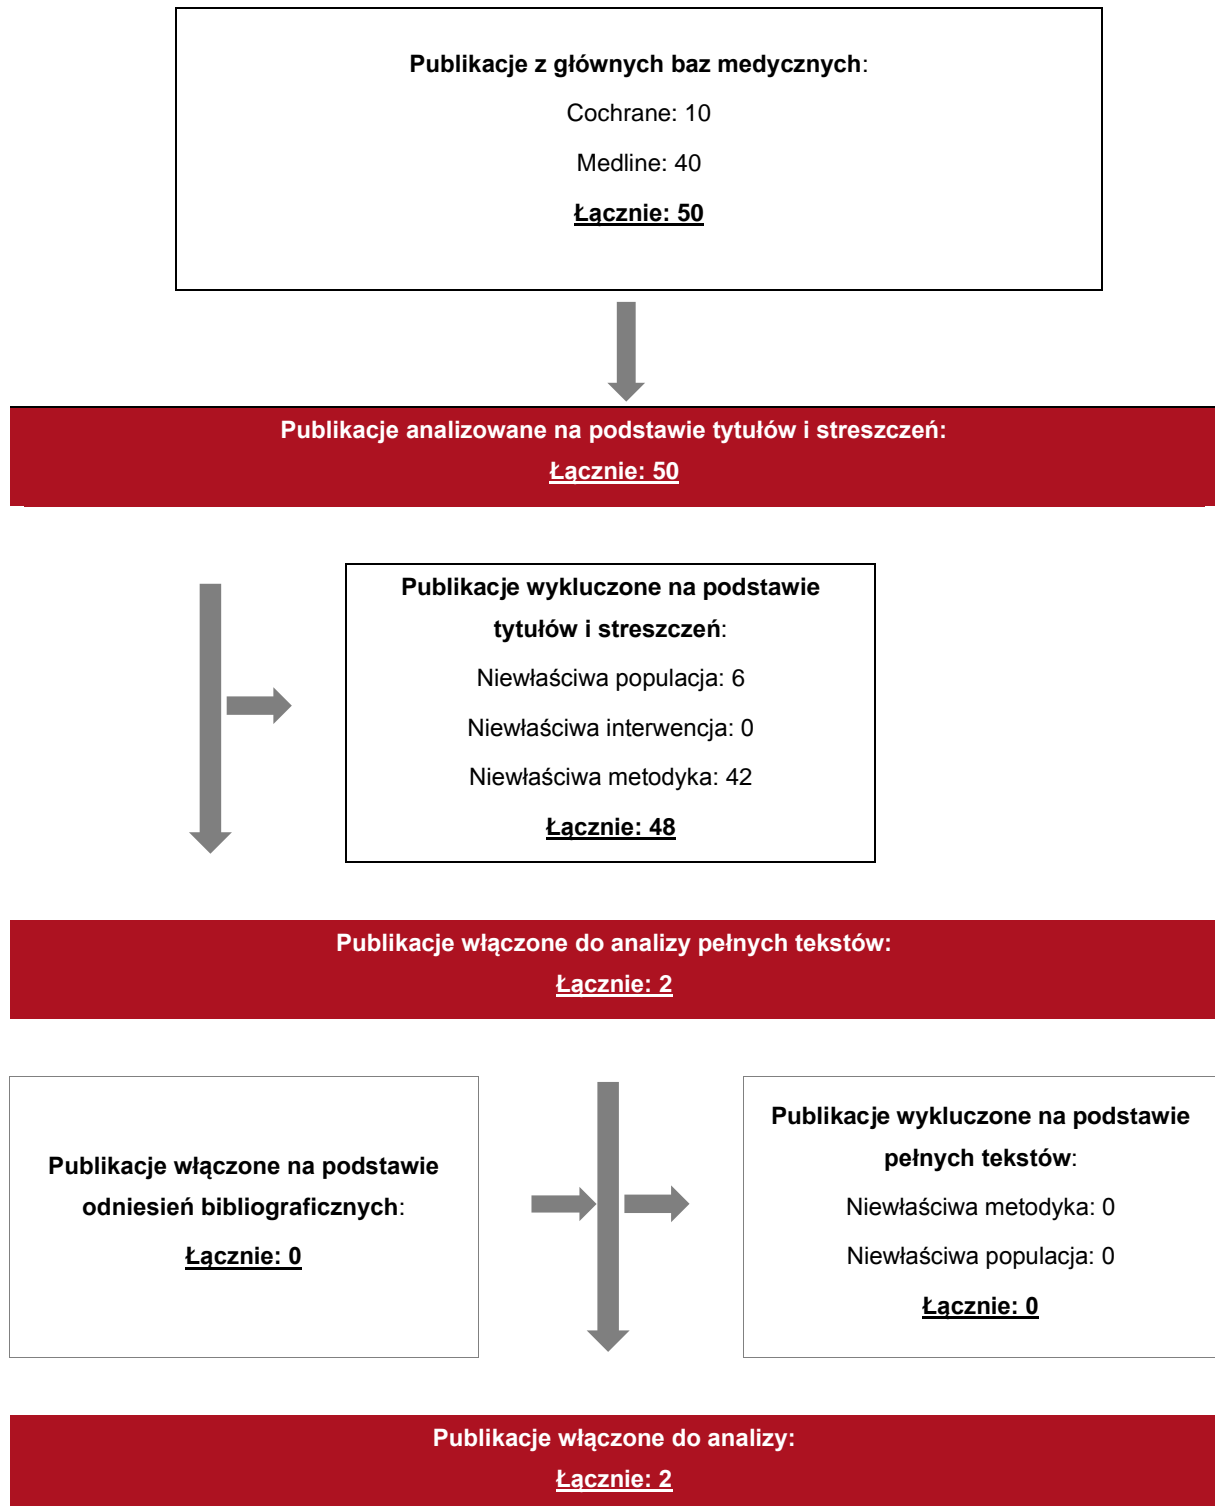 Publikacje z głównych baz medycznych:
Cochrane: 10
Medline: 40
Łącznie: 50
Publikacje analizowane na podstawie tytułów i streszczeń:
Łącznie: 50
Publikacje wykluczone na podstawie
tytułów i streszczeń:
Niewłaściwa populacja: 6
Niewłaściwa interwencja: 0
Niewłaściwa metodyka: 42
Łącznie: 48
Publikacje włączone do analizy pełnych tekstów:
Łącznie: 2
Publikacje włączone na podstawie
odniesień bibliograficznych:
Łącznie: 0
Publikacje wykluczone na podstawie
pełnych tekstów:
Niewłaściwa metodyka: 0
Niewłaściwa populacja: 0
Łącznie: 0
Publikacje włączone do analizy:
Łącznie: 2